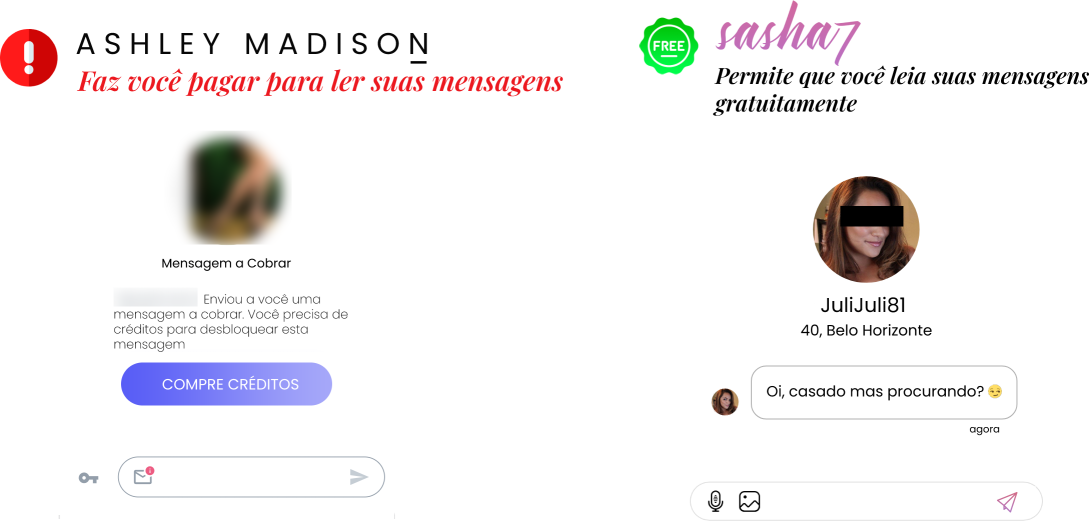 ASHLEY MADISON
Faz você pagar para ler suas mensagens
Mensagem a Cobrar
Enviou a você uma
mensagem a cobrar. Você precisa de
créditos para desbloquear esta
mensagem
COMPRE CRÉDITOS
FREE
sasha7
Permite que você leia suas mensagens
gratuitamente
JuliJuli81
40, Belo Horizonte
Oi, casado mas procurando? 😏
agora